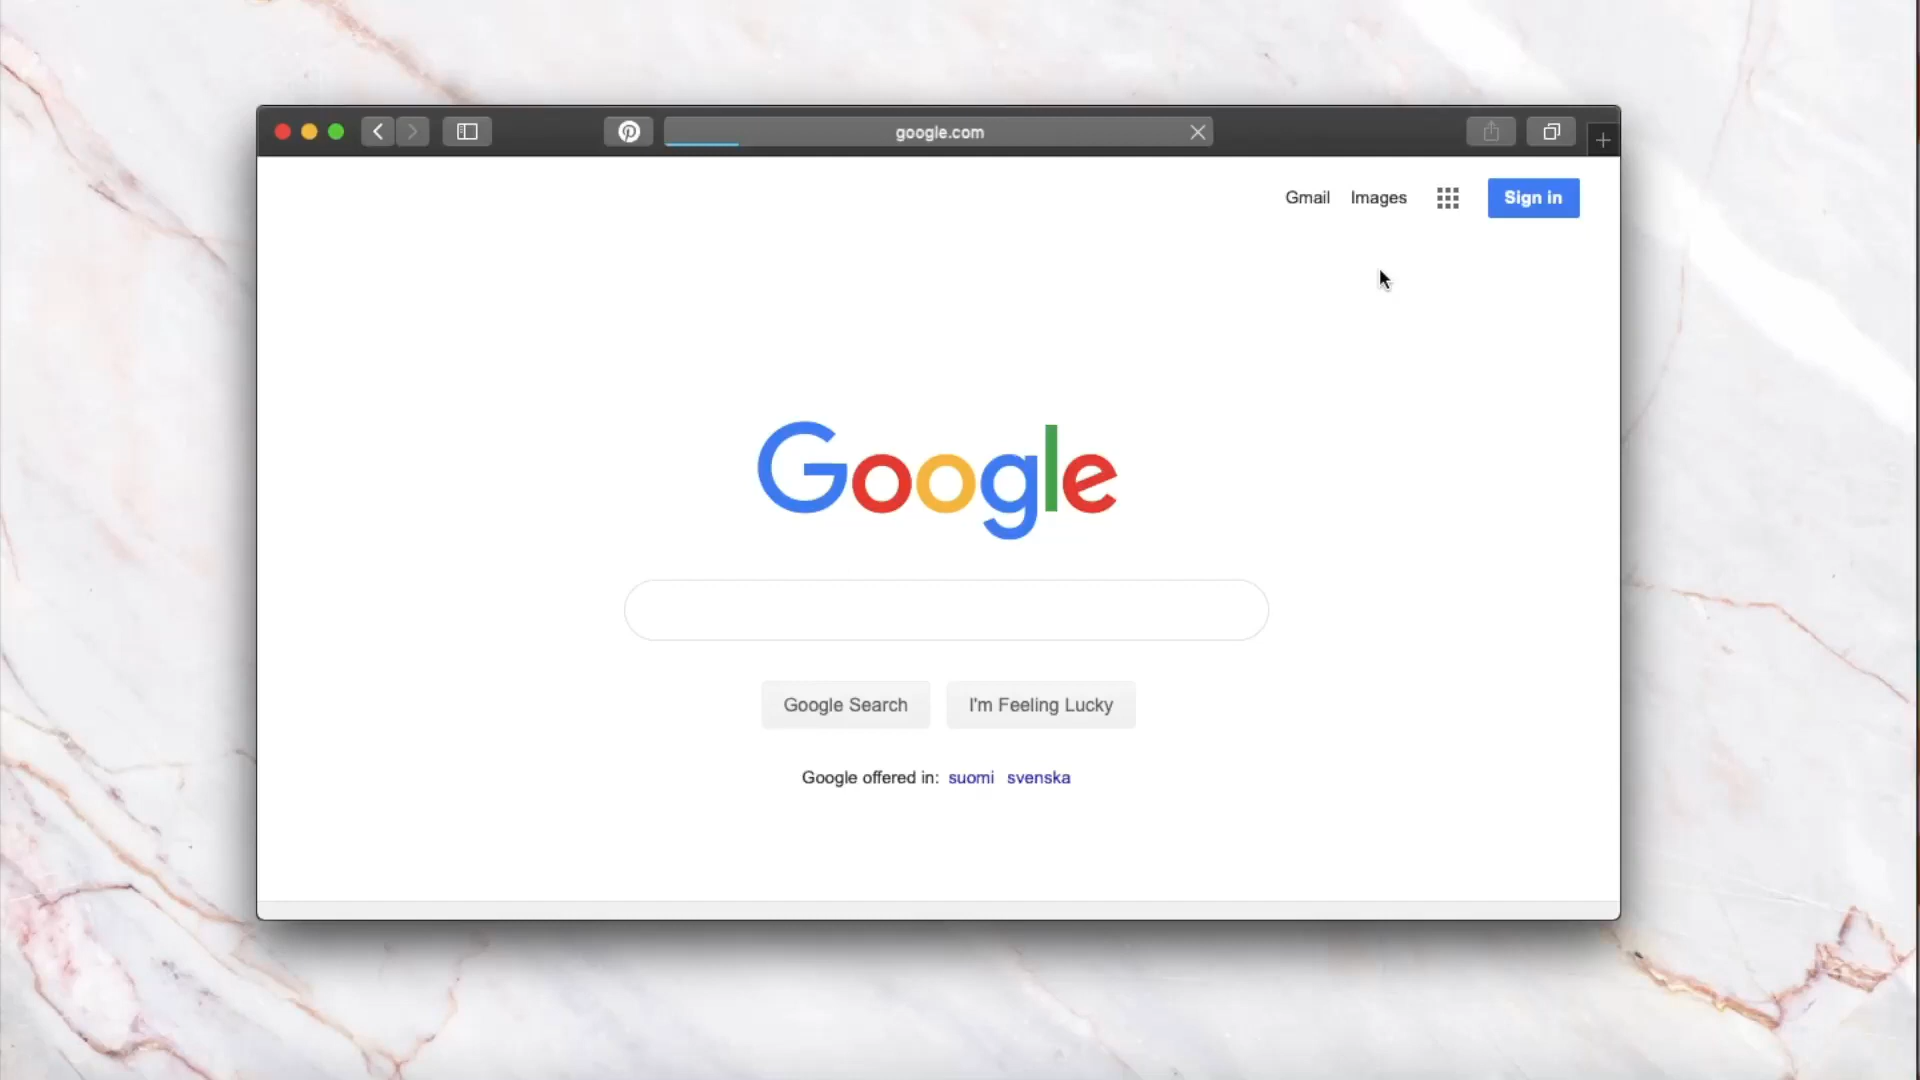 google.com
Gmail Images Sign in
Google
Google Search I'm Feeling Lucky
Google offered in: suomi svenska